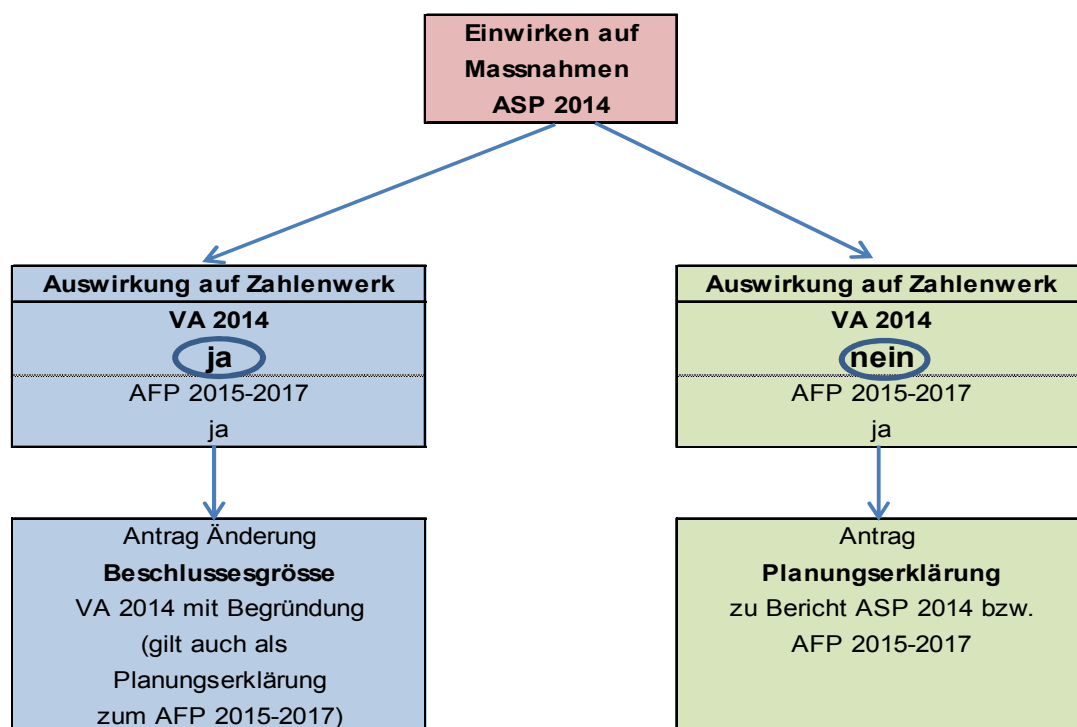 Einwirken auf
Massnahmen
ASP 2014
Auswirkung auf Zahlenwerk
VA 2014
ja
AFP 2015-2017
ja
Antrag Änderung
Beschlussesgrösse
VA 2014 mit Begründung
(gilt auch als
Planungserklärung
zum AFP 2015-2017)
Auswirkung auf Zahlenwerk
VA 2014
nein
AFP 2015-2017
ja
Antrag
Planungserklärung
zu Bericht ASP 2014 bzw.
AFP 2015-2017